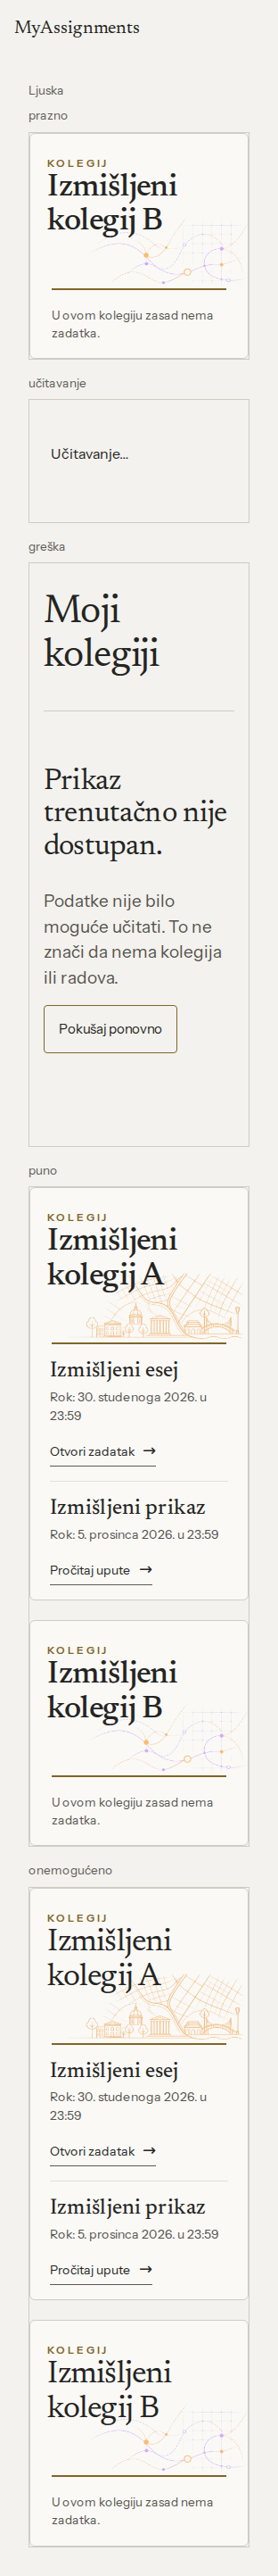 MyAssignments
Ljuska
prazno
KOLEGIJ
Izmišljeni
kolegij B
U ovom kolegiju zasad nema
zadatka.
učitavanje
Učitavanje…
greška
Moji
kolegiji
Prikaz
trenutačno nije
dostupan.
Podatke nije bilo
moguće učitati. To ne
znači da nema kolegija
ili radova.
Pokušaj ponovno
puno
KOLEGIJ
Izmišljeni
kolegij A
Izmišljeni esej
Rok: 30. studenoga 2026. u
23:59
Otvori zadatak →
Izmišljeni prikaz
Rok: 5. prosinca 2026. u 23:59
Pročitaj upute →
KOLEGIJ
Izmišljeni
kolegij B
U ovom kolegiju zasad nema
zadatka.
onemogućeno
KOLEGIJ
Izmišljeni
kolegij A
Izmišljeni esej
Rok: 30. studenoga 2026. u
23:59
Otvori zadatak →
Izmišljeni prikaz
Rok: 5. prosinca 2026. u 23:59
Pročitaj upute →
KOLEGIJ
Izmišljeni
kolegij B
U ovom kolegiju zasad nema
zadatka.